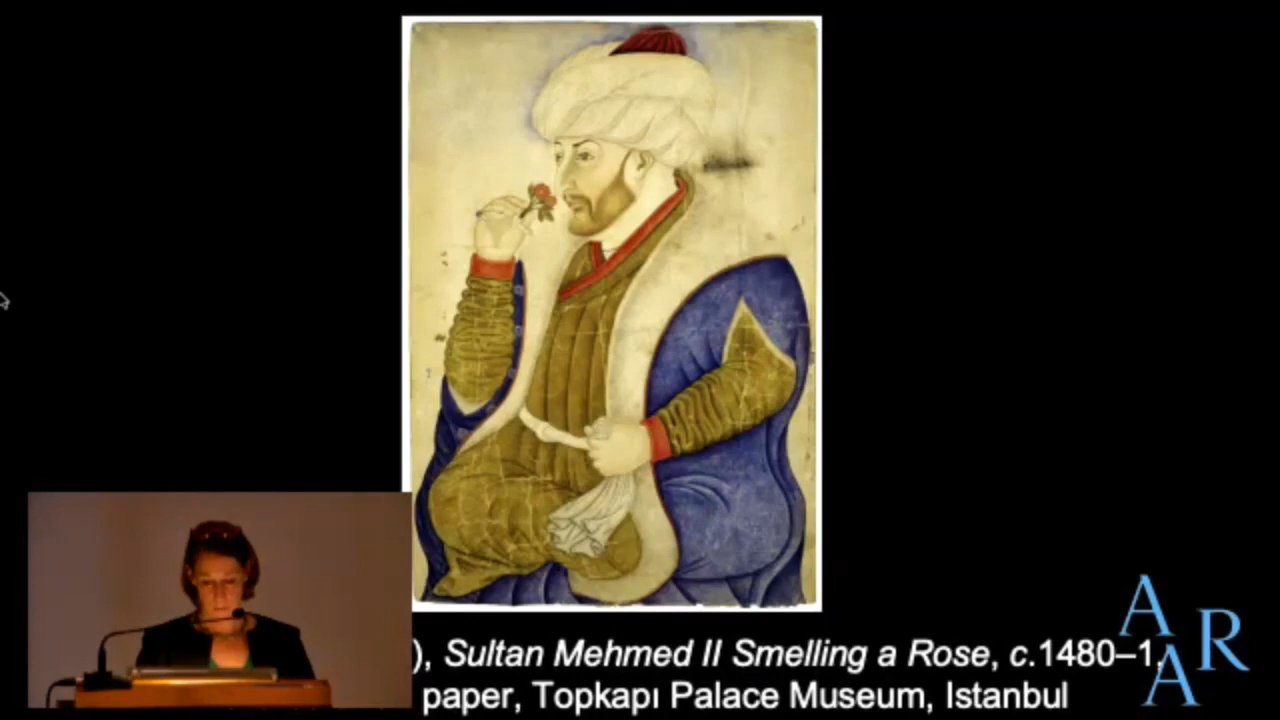 ), Sultan Mehmed II Smelling a Rose, c.1480–1,
paper, Topkapı Palace Museum, Istanbul
A
R
A